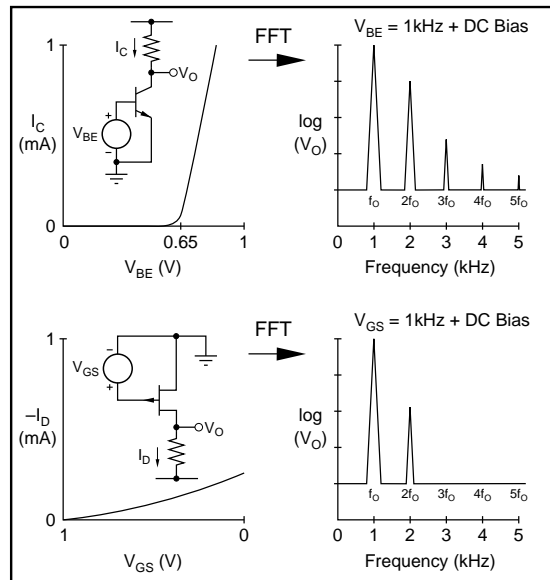 FFT
V_BE = 1kHz + DC Bias
1
I_C
V_O
I_C
(mA)
+
V_BE
–
0
0
0.65
1
V_BE (V)
log
(V_O)
f_O 2f_O 3f_O 4f_O 5f_O
0 1 2 3 4 5
Frequency (kHz)
FFT
V_GS = 1kHz + DC Bias
1
–
V_GS
+
–I_D
(mA)
V_O
I_D
0
1
0
V_GS (V)
log
(V_O)
f_O 2f_O 3f_O 4f_O 5f_O
0 1 2 3 4 5
Frequency (kHz)